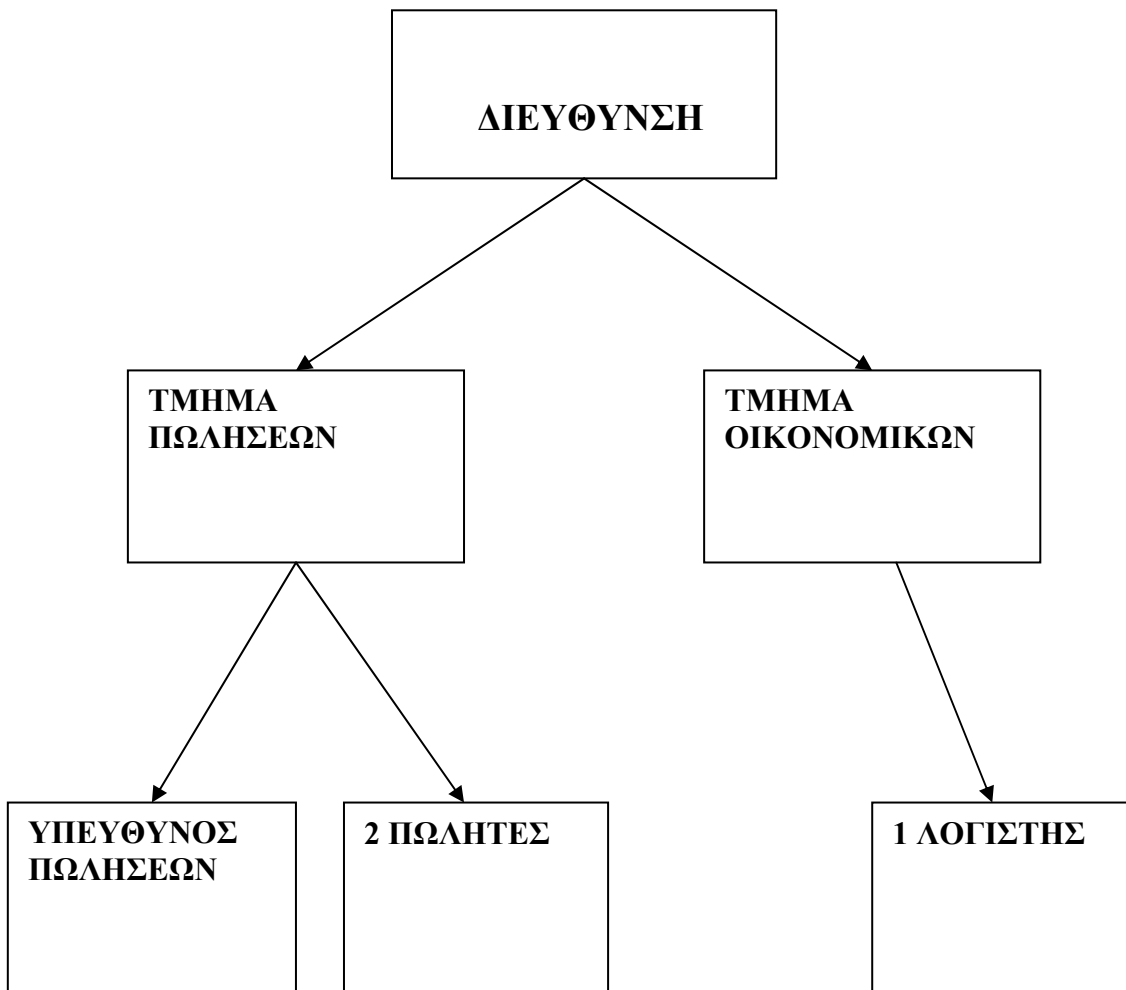 ΔΙΕΥΘΥΝΣΗ
ΤΜΗΜΑ
ΠΩΛΗΣΕΩΝ
ΤΜΗΜΑ
ΟΙΚΟΝΟΜΙΚΩΝ
ΥΠΕΥΘΥΝΟΣ
ΠΩΛΗΣΕΩΝ
2 ΠΩΛΗΤΕΣ
1 ΛΟΓΙΣΤΗΣ